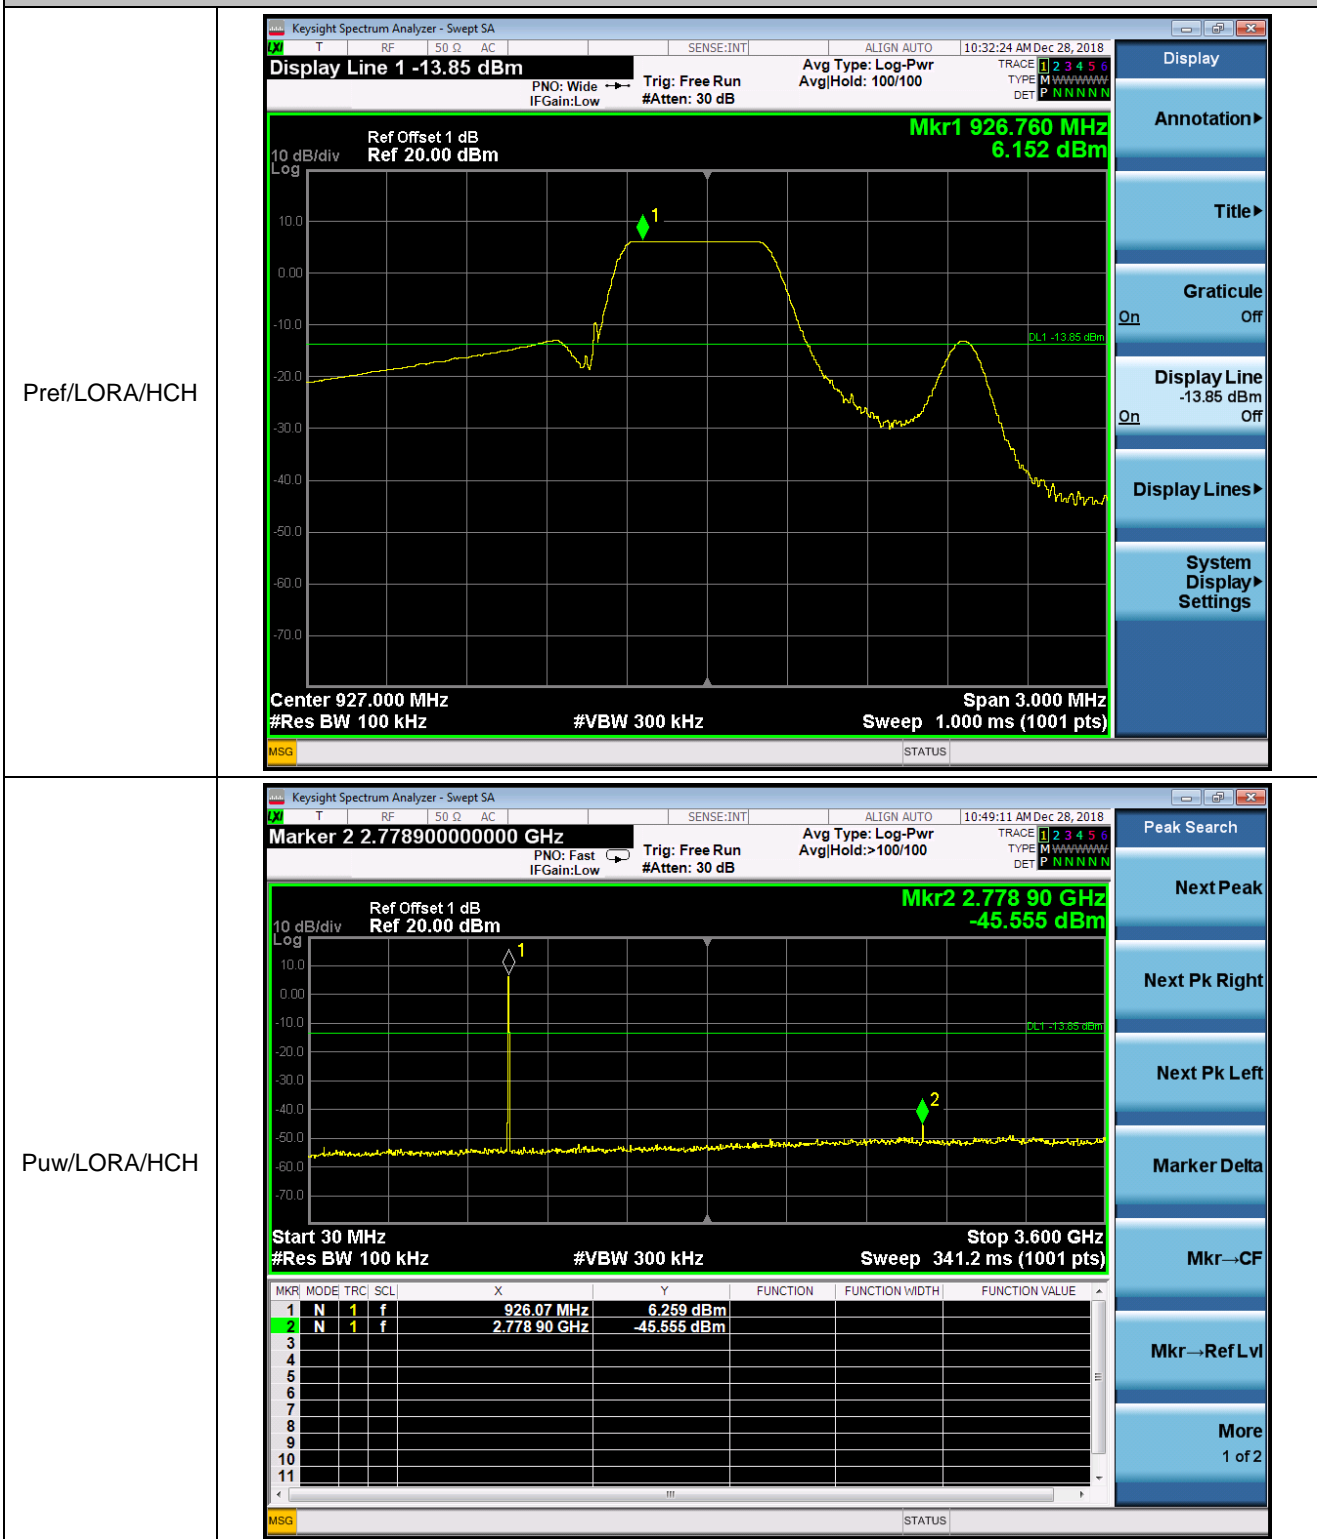 Pref/LORA/HCH
Keysight Spectrum Analyzer - Swept SA
LXI T RF 50 Ω AC SENSE:INT ALIGN AUTO 10:32:24 AM Dec 28, 2018
Display Line 1 -13.85 dBm
PNO: Wide
IFGain:Low
Trig: Free Run
#Atten: 30 dB
Avg Type: Log-Pwr
Avg|Hold: 100/100
TRACE 1 2 3 4 5 6
TYPE M WWWWW
DET P N N N N N
Mkr1 926.760 MHz
6.152 dBm
Ref Offset 1 dB
10 dB/div Ref 20.00 dBm
Log
1
10.0
0.00
-10.0
DL1 -13.85 dBm
-20.0
-30.0
-40.0
-50.0
-60.0
-70.0
Center 927.000 MHz Span 3.000 MHz
#Res BW 100 kHz #VBW 300 kHz Sweep 1.000 ms (1001 pts)
MSG STATUS
Display
Annotation
Title
Graticule
On Off
Display Line
-13.85 dBm
On Off
Display Lines
System
Display
Settings
Puw/LORA/HCH
Keysight Spectrum Analyzer - Swept SA
LXI T RF 50 Ω AC SENSE:INT ALIGN AUTO 10:49:11 AM Dec 28, 2018
Marker 2 2.778900000000 GHz
PNO: Fast
IFGain:Low
Trig: Free Run
#Atten: 30 dB
Avg Type: Log-Pwr
Avg|Hold:>100/100
TRACE 1 2 3 4 5 6
TYPE M WWWWW
DET P N N N N N
Mkr2 2.778 90 GHz
-45.555 dBm
Ref Offset 1 dB
10 dB/div Ref 20.00 dBm
Log
1
10.0
0.00
-10.0
DL1 -13.85 dBm
-20.0
-30.0
-40.0
2
-50.0
-60.0
-70.0
Start 30 MHz Stop 3.600 GHz
#Res BW 100 kHz #VBW 300 kHz Sweep 341.2 ms (1001 pts)
MKR MODE TRC SCL X Y FUNCTION FUNCTION WIDTH FUNCTION VALUE
1 N 1 f 926.07 MHz 6.259 dBm
2 N 1 f 2.778 90 GHz -45.555 dBm
3
4
5
6
7
8
9
10
11
MSG STATUS
Peak Search
Next Peak
Next Pk Right
Next Pk Left
Marker Delta
Mkr→CF
Mkr→Ref Lvl
More
1 of 2